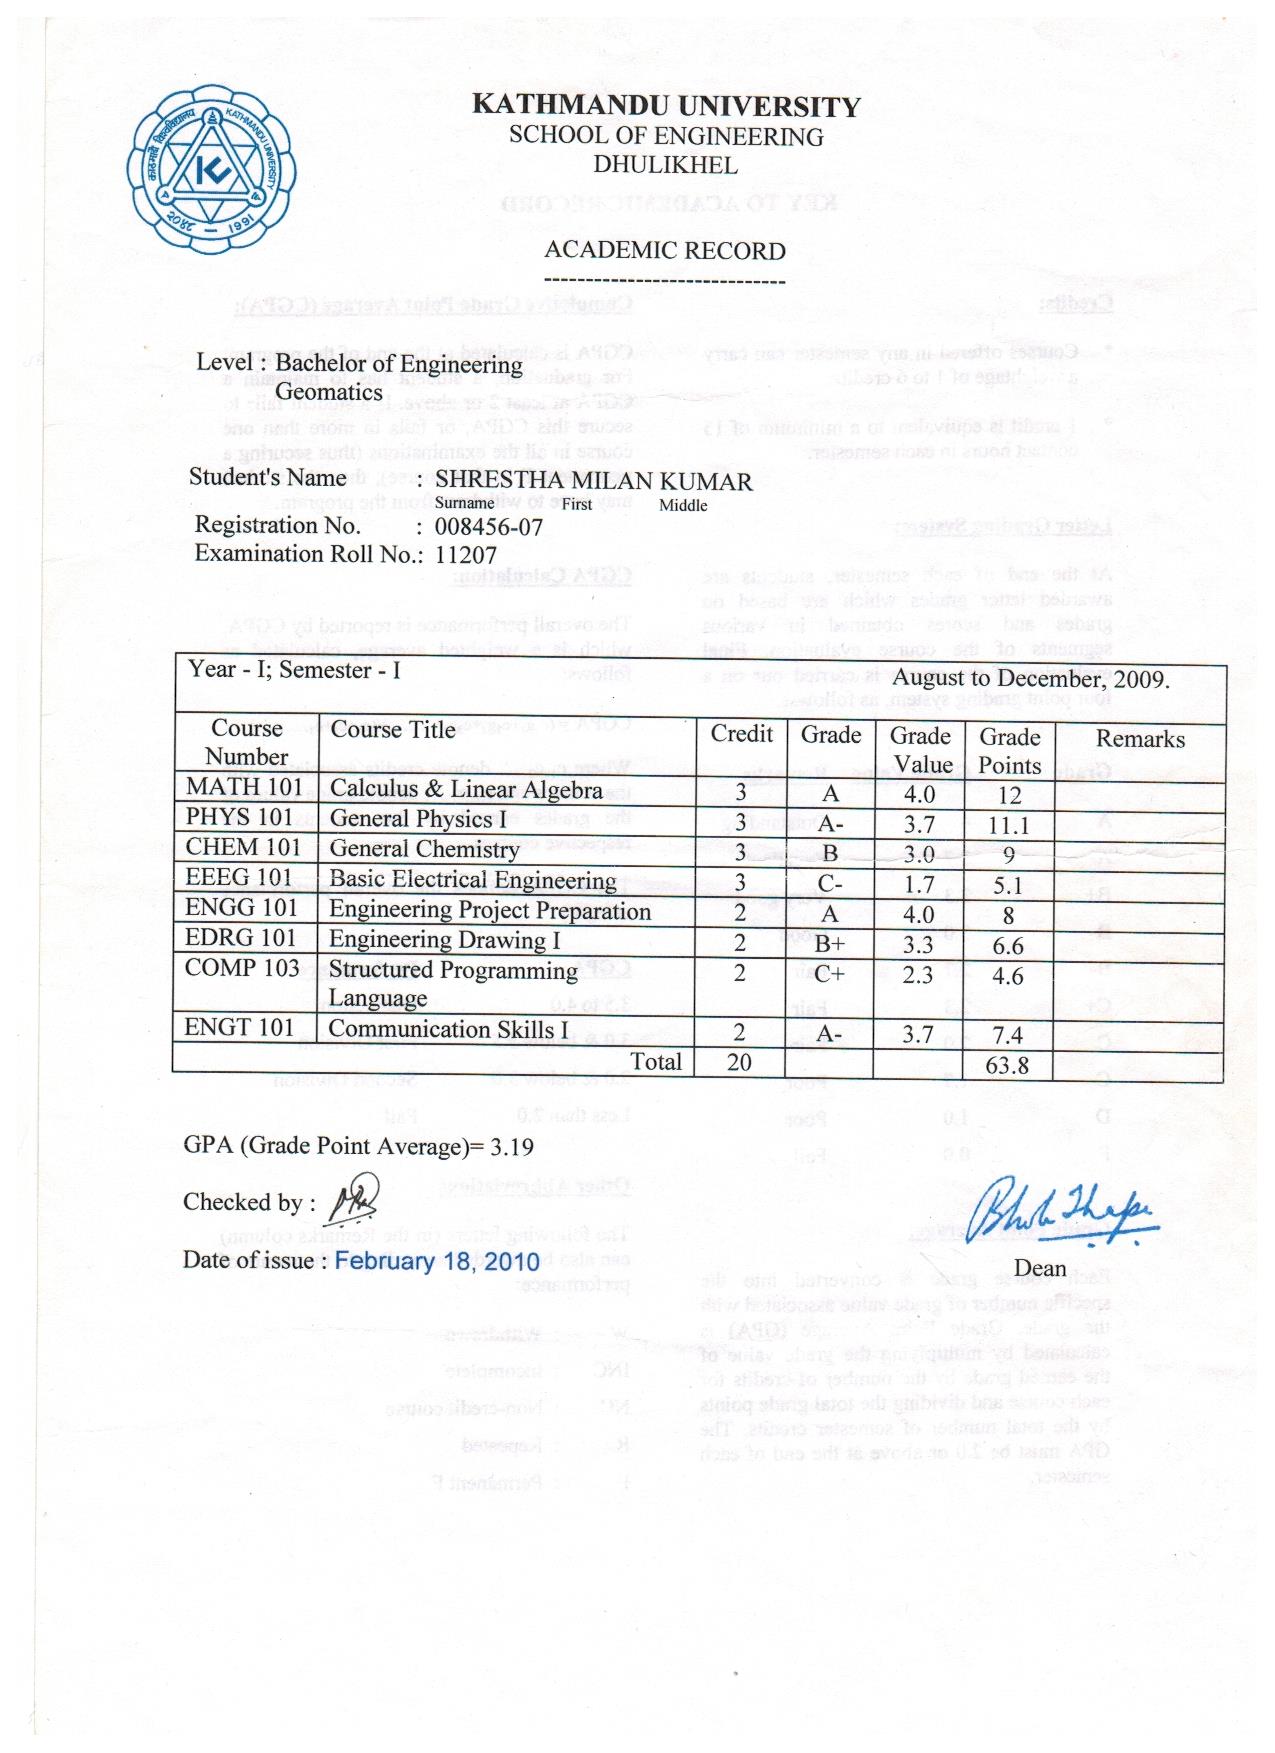 KATHMANDU UNIVERSITY
SCHOOL OF ENGINEERING
DHULIKHEL
काठमाडौं विश्वविद्यालय
KATHMANDU UNIVERSITY
२०४८ — 1991
ACADEMIC RECORD
-----------------------------
Level : Bachelor of Engineering
Geomatics
Student's Name : SHRESTHA MILAN KUMAR
Surname First Middle
Registration No. : 008456-07
Examination Roll No.: 11207
Year - I; Semester - I August to December, 2009.
Course Number Course Title Credit Grade Grade Value Grade Points Remarks
MATH 101 Calculus & Linear Algebra 3 A 4.0 12
PHYS 101 General Physics I 3 A- 3.7 11.1
CHEM 101 General Chemistry 3 B 3.0 9
EEEG 101 Basic Electrical Engineering 3 C- 1.7 5.1
ENGG 101 Engineering Project Preparation 2 A 4.0 8
EDRG 101 Engineering Drawing I 2 B+ 3.3 6.6
COMP 103 Structured Programming 2 C+ 2.3 4.6
Language
ENGT 101 Communication Skills I 2 A- 3.7 7.4
Total 20 63.8
GPA (Grade Point Average)= 3.19
Checked by :
Date of issue : February 18, 2010
Dean